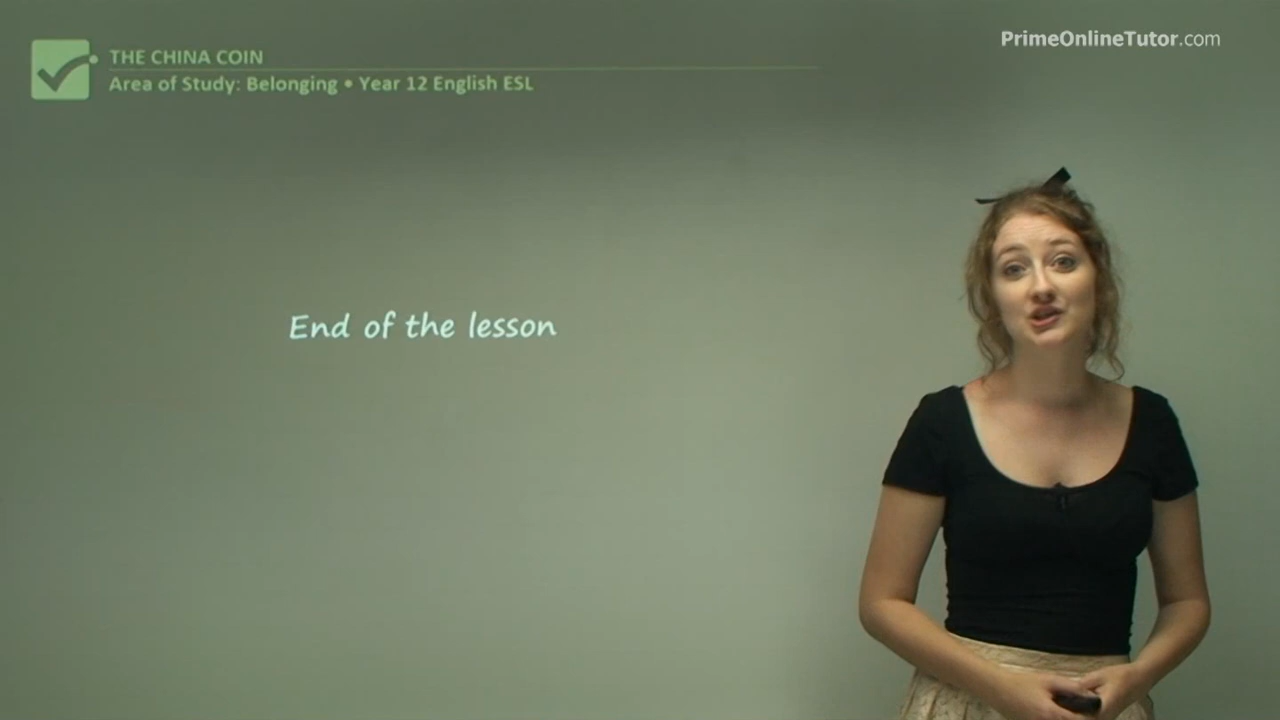 THE CHINA COIN
PrimeOnlineTutor.com
Area of Study: Belonging • Year 12 English ESL
End of the lesson